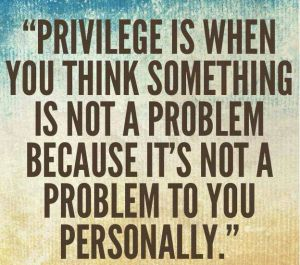 “PRIVILEGE IS WHEN
YOU THINK SOMETHING
IS NOT A PROBLEM
BECAUSE IT’S NOT A
PROBLEM TO YOU
PERSONALLY.”